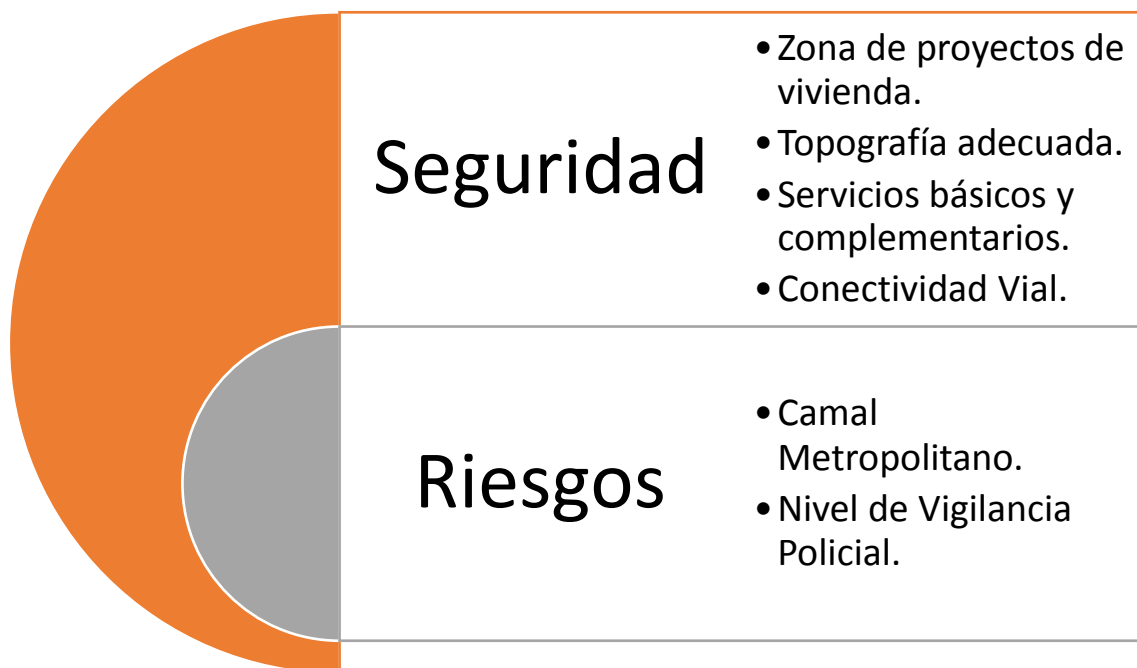 Seguridad
•Zona de proyectos de
vivienda.
•Topografía adecuada.
•Servicios básicos y
complementarios.
•Conectividad Vial.
Riesgos
•Camal
Metropolitano.
•Nivel de Vigilancia
Policial.